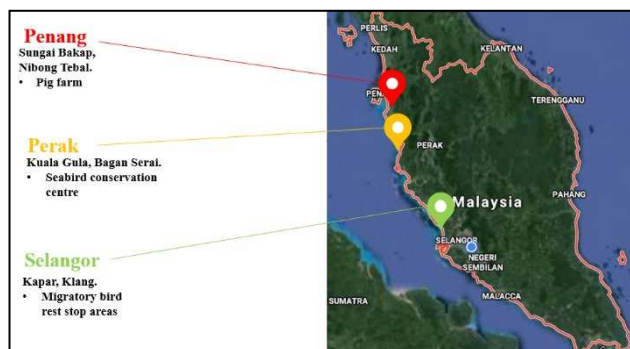 Penang
Sungai Bakap,
Nibong Tebal.
• Pig farm
Perak
Kuala Gula, Bagan Serai.
• Seabird conservation
centre
Selangor
Kapar, Klang.
• Migratory bird
rest stop areas
PERLIS
KEDAH
KELANTAN
TERENGGANU
PERAK
PAHANG
Malaysia
SELANGOR
NEGERI
SEMBILAN
MALACCA
SUMATRA